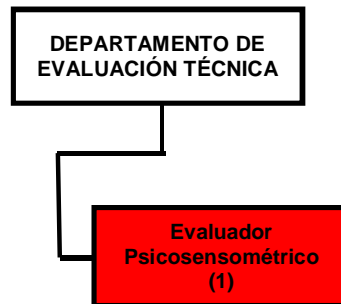 DEPARTAMENTO DE
EVALUACIÓN TÉCNICA
Evaluador
Psicosensométrico
(1)